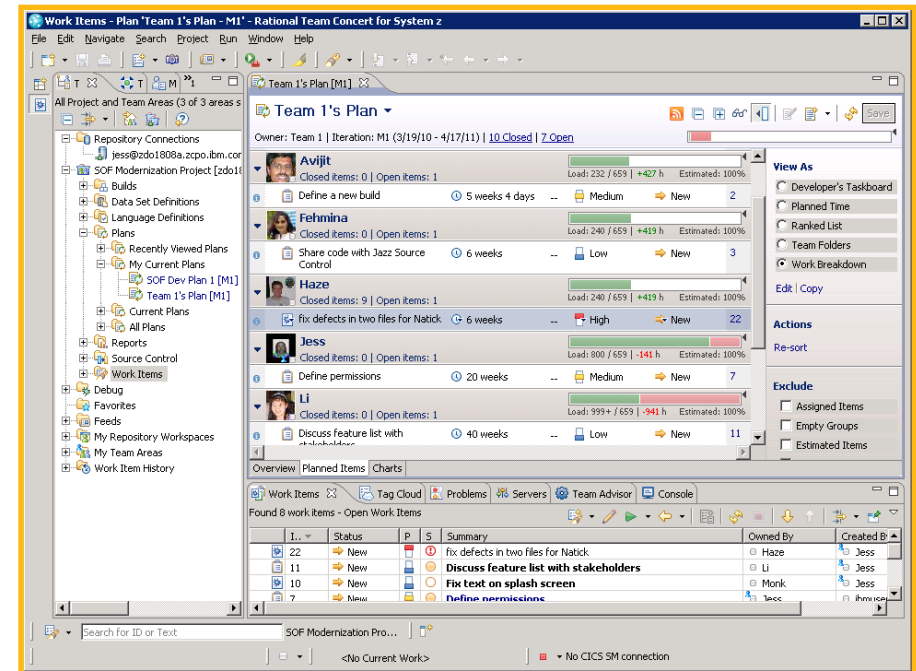 Work Items - Plan 'Team 1's Plan - M1' - Rational Team Concert for System z
File Edit Navigate Search Project Run Window Help
T T M 1
All Project and Team Areas (3 of 3 areas s
Repository Connections
jess@zdo1808a.zcpo.ibm.cor
SOF Modernization Project [zdo18
Builds
Data Set Definitions
Language Definitions
Plans
Recently Viewed Plans
My Current Plans
SOF Dev Plan 1 [M1]
Team 1's Plan [M1]
Current Plans
All Plans
Reports
Source Control
Work Items
Debug
Favorites
Feeds
My Repository Workspaces
My Team Areas
Work Item History
Team 1's Plan [M1]
Team 1's Plan
Save
Owner: Team 1 | Iteration: M1 (3/19/10 - 4/17/11) | 10 Closed | 7 Open
Avijit
Closed items: 0 | Open items: 1 Load: 232 / 659 | +427 h Estimated: 100%
Define a new build 5 weeks 4 days -- Medium New 2
Fehmina
Closed items: 0 | Open items: 1 Load: 240 / 659 | +419 h Estimated: 100%
Share code with Jazz Source Control 6 weeks -- Low New 3
Haze
Closed items: 9 | Open items: 1 Load: 240 / 659 | +419 h Estimated: 100%
fix defects in two files for Natick 6 weeks -- High New 22
Jess
Closed items: 0 | Open items: 1 Load: 800 / 659 | -141 h Estimated: 100%
Define permissions 20 weeks -- Medium New 7
Li
Closed items: 0 | Open items: 1 Load: 999+ / 659 | -941 h Estimated: 100%
Discuss feature list with 40 weeks -- Low New 11
Overview Planned Items Charts
View As
Developer's Taskboard
Planned Time
Ranked List
Team Folders
Work Breakdown
Edit | Copy
Actions
Re-sort
Exclude
Assigned Items
Empty Groups
Estimated Items
Work Items Tag Cloud Problems Servers Team Advisor Console
Found 8 work items - Open Work Items
I.. Status P S Summary Owned By Created B
22 New fix defects in two files for Natick Haze Jess
11 New Discuss feature list with stakeholders Li Jess
10 New Fix text on splash screen Monk Jess
7 New Define permissions Jess ibmuse
Search for ID or Text SOF Modernization Pro...
<No Current Work> No CICS SM connection